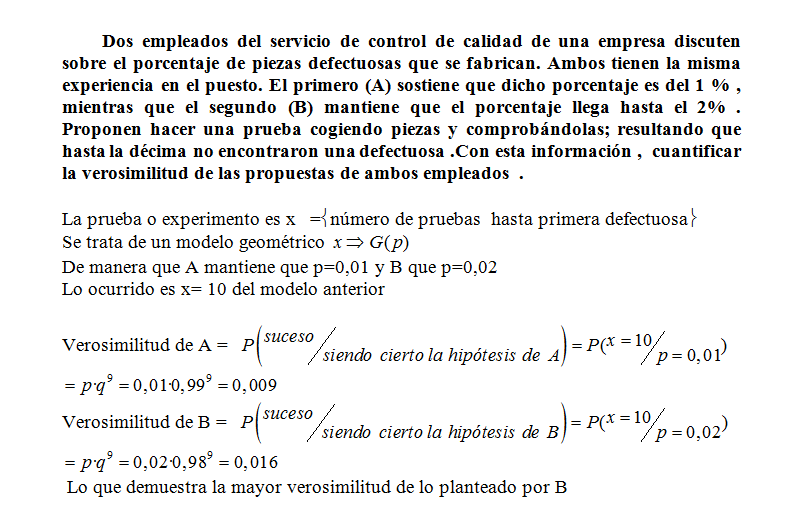 Dos empleados del servicio de control de calidad de una empresa discuten
sobre el porcentaje de piezas defectuosas que se fabrican. Ambos tienen la misma
experiencia en el puesto. El primero (A) sostiene que dicho porcentaje es del 1 % ,
mientras que el segundo (B) mantiene que el porcentaje llega hasta el 2% .
Proponen hacer una prueba cogiendo piezas y comprobándolas; resultando que
hasta la décima no encontraron una defectuosa .Con esta información , cuantificar
la verosimilitud de las propuestas de ambos empleados .
La prueba o experimento es x ={número de pruebas hasta primera defectuosa}
Se trata de un modelo geométrico x ⇒ G(p)
De manera que A mantiene que p=0,01 y B que p=0,02
Lo ocurrido es x= 10 del modelo anterior
Verosimilitud de A = P(suceso/siendo cierto la hipótesis de A) = P(x = 10/p = 0,01)
= p·q⁹ = 0,01·0,99⁹ = 0,009
Verosimilitud de B = P(suceso/siendo cierto la hipótesis de B) = P(x = 10/p = 0,02)
= p·q⁹ = 0,02·0,98⁹ = 0,016
Lo que demuestra la mayor verosimilitud de lo planteado por B